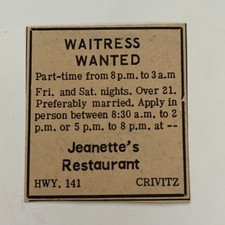 WAITRESS
WANTED
Part-time from 8 p.m. to 3 a.m
Fri. and Sat. nights. Over 21.
Preferably married. Apply in
person between 8:30 a.m. to 2
p.m. or 5 p.m. to 8 p.m. at --
Jeanette's
Restaurant
HWY. 141 CRIVITZ